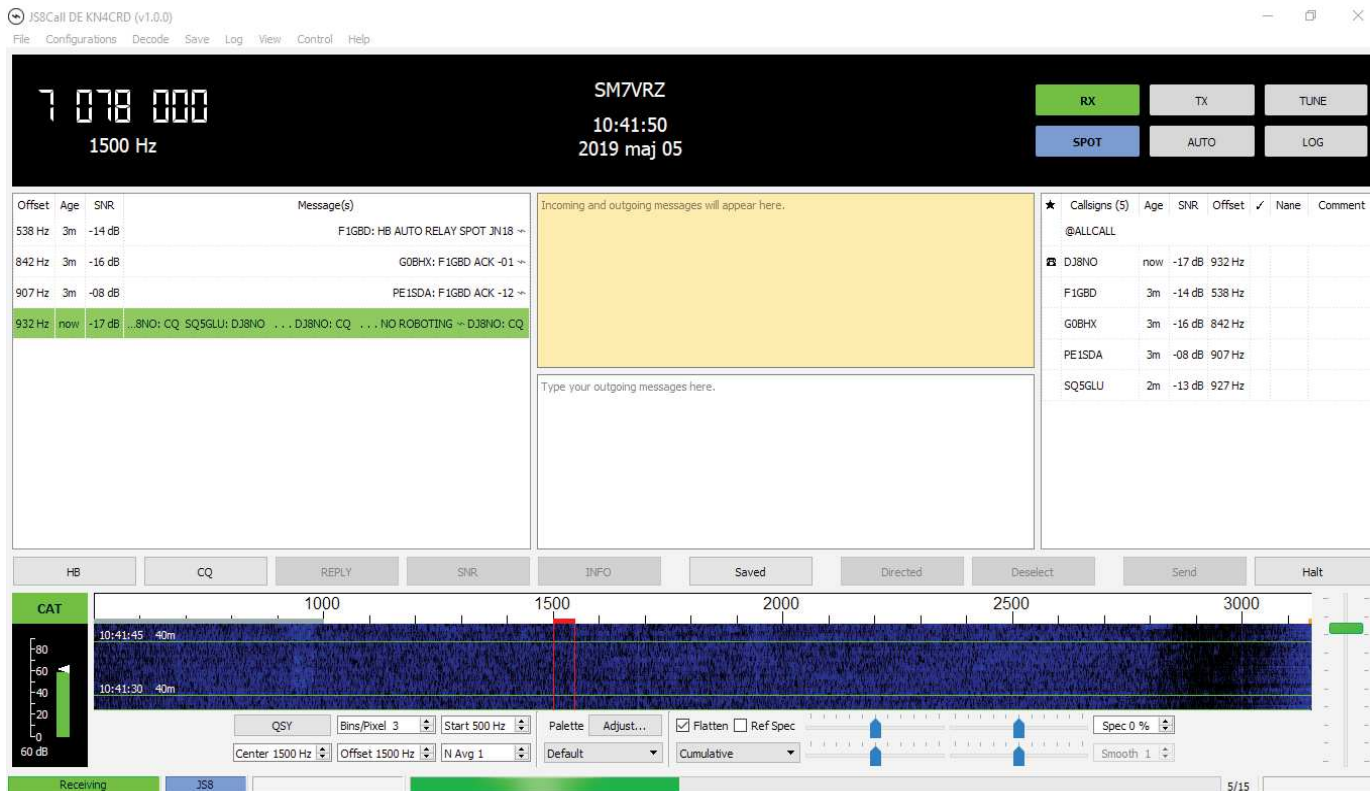 JS8Call DE KN4CRD (v1.0.0)
File Configurations Decode Save Log View Control Help
7 078 000
1500 Hz
SM7VRZ
10:41:50
2019 maj 05
RX TX TUNE
SPOT AUTO LOG
Offset Age SNR Message(s)
538 Hz 3m -14 dB F1GBD: HB AUTO RELAY SPOT JN18 ~
842 Hz 3m -16 dB G0BHX: F1GBD ACK -01 ~
907 Hz 3m -08 dB PE1SDA: F1GBD ACK -12 ~
932 Hz now -17 dB ...8NO: CQ SQ5GLU: DJ8NO ... DJ8NO: CQ ... NO ROBOTING ~ DJ8NO: CQ
Incoming and outgoing messages will appear here.
Type your outgoing messages here.
★ Callsigns (5) Age SNR Offset ✓ Name Comment
@ALLCALL
☎ DJ8NO now -17 dB 932 Hz
F1GBD 3m -14 dB 538 Hz
G0BHX 3m -16 dB 842 Hz
PE1SDA 3m -08 dB 907 Hz
SQ5GLU 2m -13 dB 927 Hz
HB CQ REPLY SNR INFO Saved Directed Deselect Send Halt
CAT
1000 1500 2000 2500 3000
10:41:45 40m
10:41:30 40m
80
60
40
20
0
60 dB
QSY Bins/Pixel 3 Start 500 Hz Palette Adjust... Flatten Ref Spec Spec 0 %
Center 1500 Hz Offset 1500 Hz N Avg 1 Default Cumulative Smooth 1
Receiving JS8 5/15